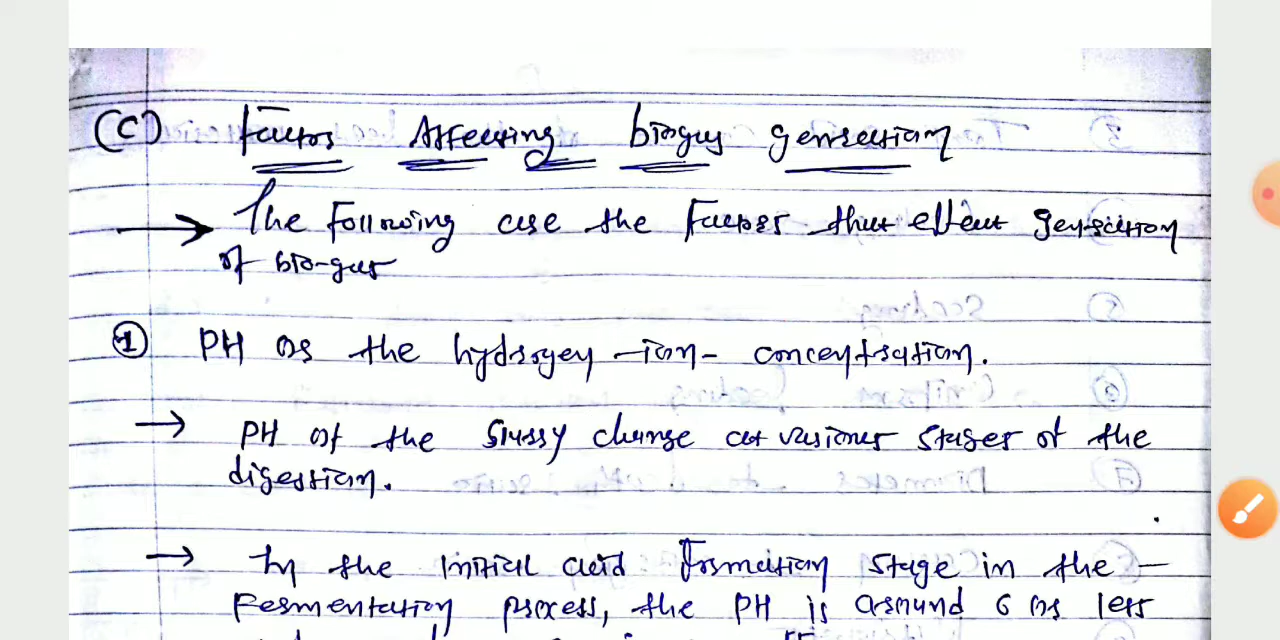 (C) Factors Affecting biogas generation
The following are the Factors that effect generation
of bio-gas
1 PH or the hydrogen -ion- concentration.
PH of the slurry change at various stages of the
digestion.
In the initial acid formation stage in the
fermentation process, the PH is around 6 or less